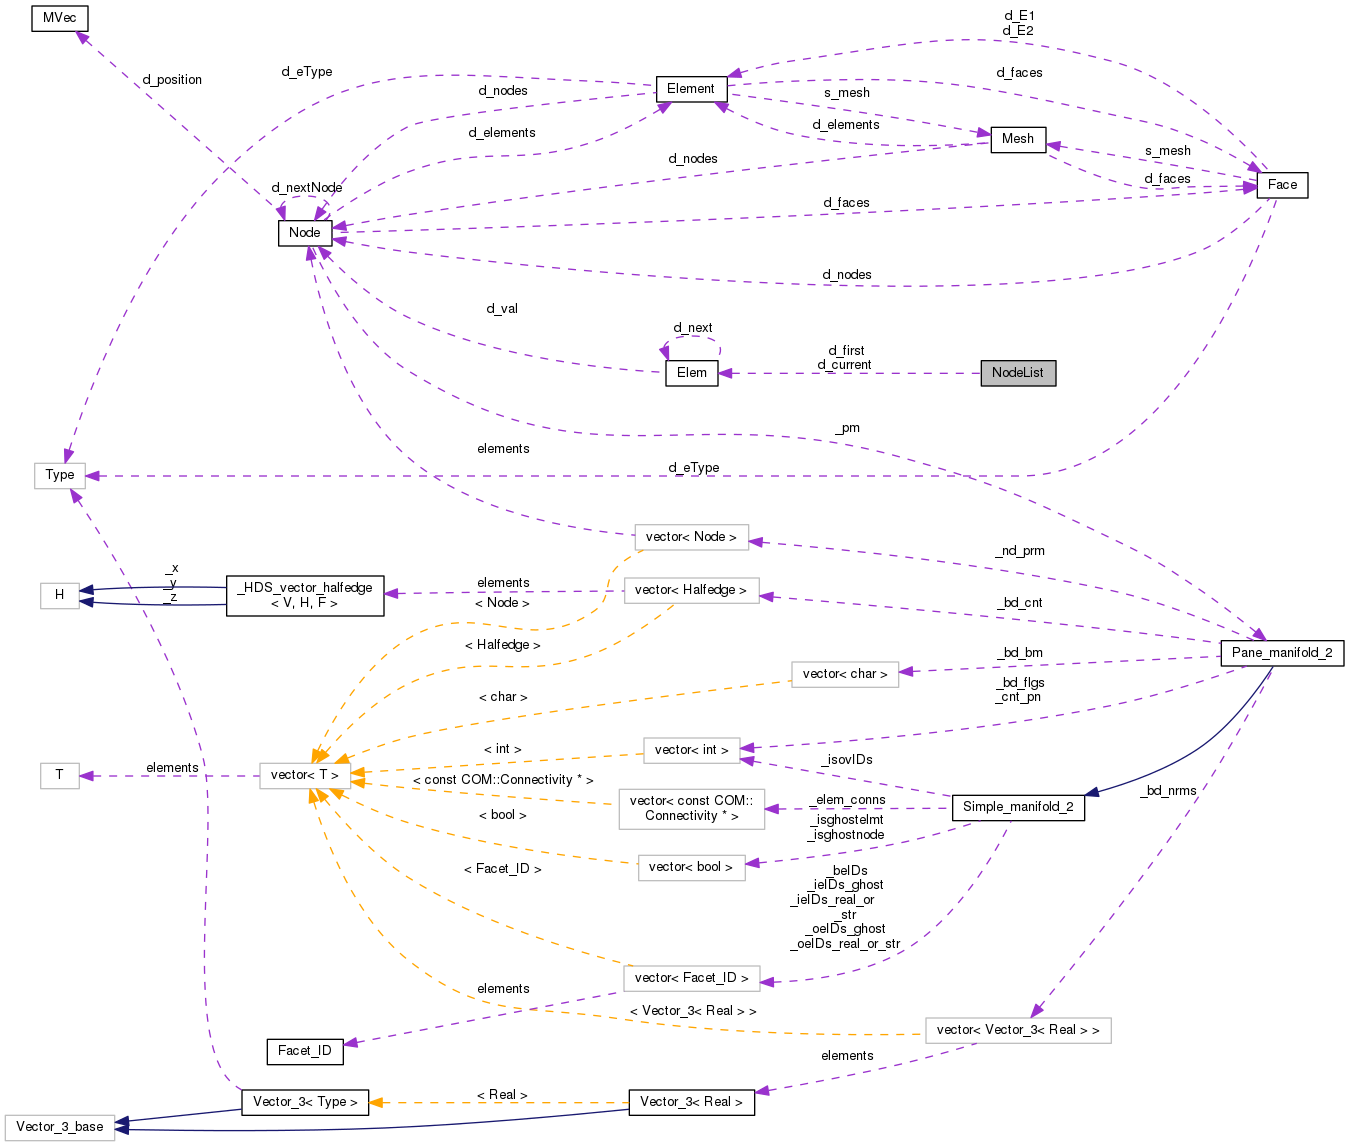 MVec
d_E1
d_E2
d_eType
d_position
d_faces
Element
d_nodes
s_mesh
d_elements
d_elements
Mesh
s_mesh
d_nodes
d_faces
Face
d_nextNode
d_faces
Node
d_nodes
d_val
d_next
d_first
d_current
Elem
NodeList
_pm
elements
d_eType
Type
vector< Node >
_nd_prm
_x
_y
_z
H
_HDS_vector_halfedge
< V, H, F >
elements
< Node >
vector< Halfedge >
_bd_cnt
< Halfedge >
_bd_bm
Pane_manifold_2
vector< char >
_bd_flgs
_cnt_pn
< char >
< int >
vector< int >
_isovIDs
T
elements
vector< T >
< const COM::Connectivity * >
vector< const COM::
Connectivity * >
_elem_conns
Simple_manifold_2
_bd_nrms
< bool >
_isghostelmt
_isghostnode
vector< bool >
< Facet_ID >
_beIDs
_ieIDs_ghost
_ieIDs_real_or
_str
_oeIDs_ghost
_oeIDs_real_or_str
vector< Facet_ID >
elements
< Vector_3< Real > >
vector< Vector_3< Real > >
Facet_ID
elements
Vector_3< Type >
< Real >
Vector_3< Real >
Vector_3_base